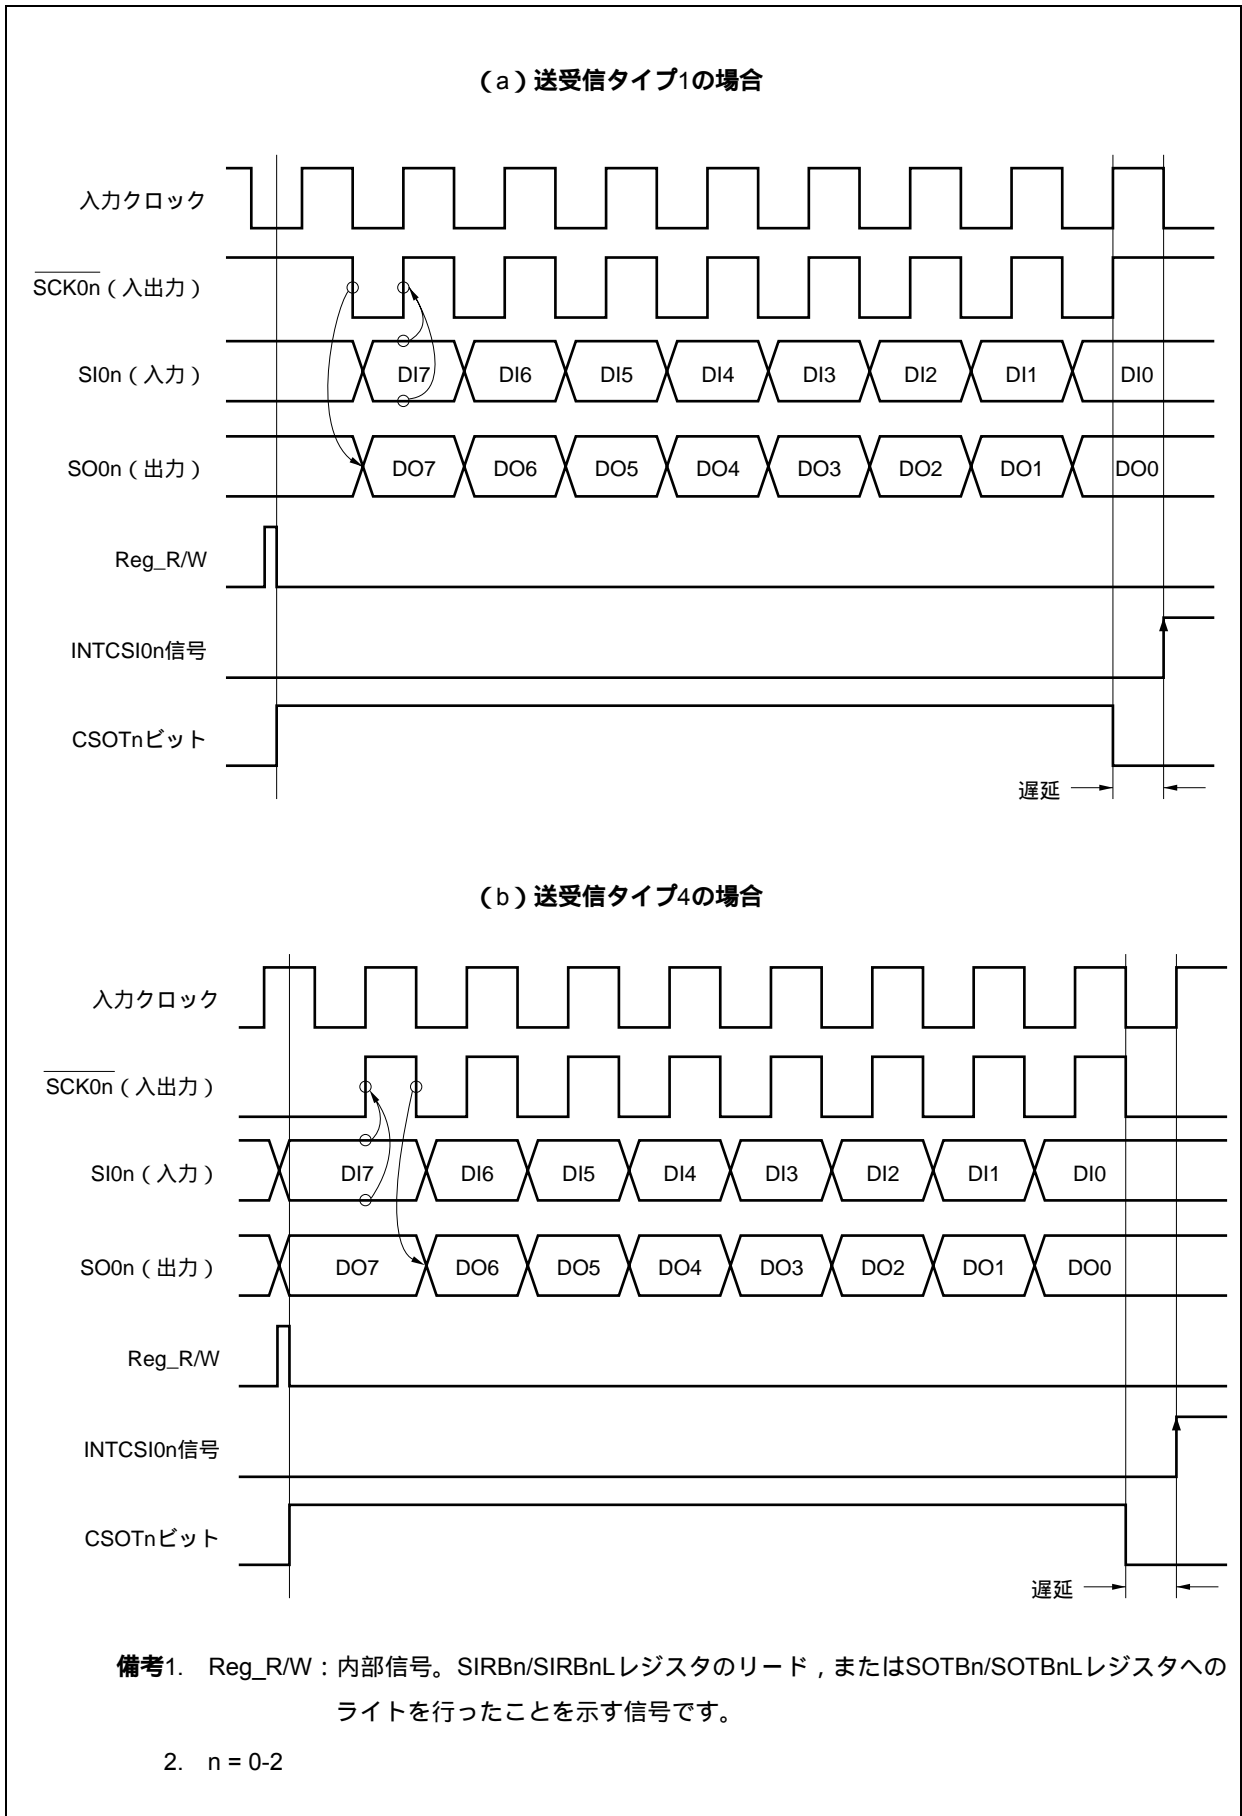 （a）送受信タイプ1の場合
入力クロック
SCK0n（入出力）
SI0n（入力） DI7 DI6 DI5 DI4 DI3 DI2 DI1 DI0
SO0n（出力） DO7 DO6 DO5 DO4 DO3 DO2 DO1 DO0
Reg_R/W
INTCSI0n信号
CSOTnビット
遅延
（b）送受信タイプ4の場合
入力クロック
SCK0n（入出力）
SI0n（入力） DI7 DI6 DI5 DI4 DI3 DI2 DI1 DI0
SO0n（出力） DO7 DO6 DO5 DO4 DO3 DO2 DO1 DO0
Reg_R/W
INTCSI0n信号
CSOTnビット
遅延
備考1. Reg_R/W：内部信号。SIRBn/SIRBnLレジスタのリード，またはSOTBn/SOTBnLレジスタへの
ライトを行ったことを示す信号です。
2. n = 0-2